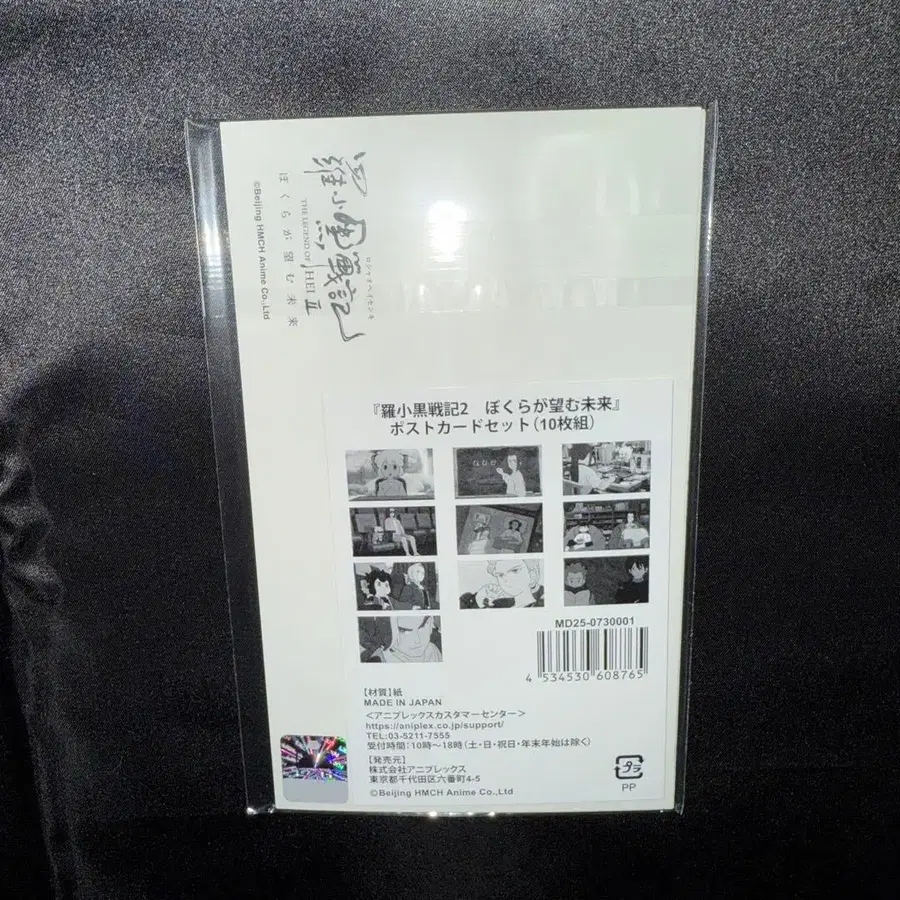 羅小黒戦記
ロシャオヘイセンキ
THE LEGEND OF HEI II
ぼくらが望む未来
©Beijing HMCH Anime Co.,Ltd
『羅小黒戦記2　ぼくらが望む未来』
ポストカードセット(10枚組)
MD25-0730001
4 534530 608765
【材質】紙
MADE IN JAPAN
＜アニプレックスカスタマーセンター＞
https://aniplex.co.jp/support/
TEL:03-5211-7555
受付時間:10時～18時(土・日・祝日・年末年始は除く)
【発売元】
株式会社アニプレックス
東京都千代田区六番町4-5
©Beijing HMCH Anime Co.,Ltd
プラ
PP